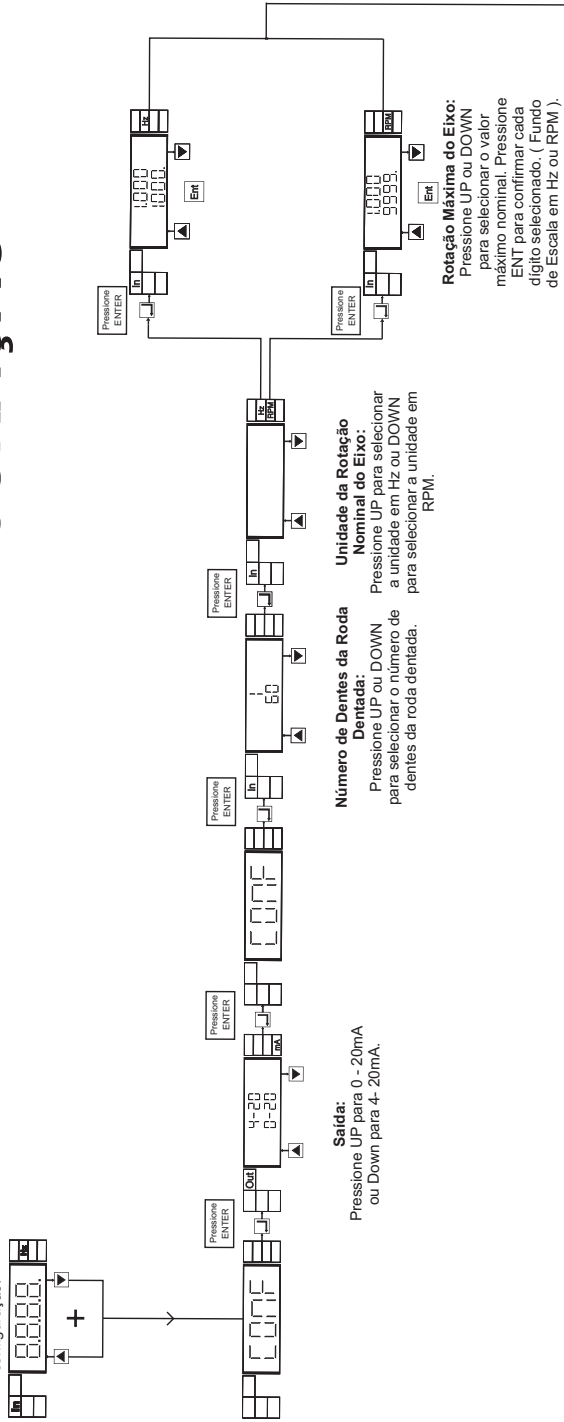 In
8.8.8.8.
Hz
+
CONF
Pressione
ENTER
Out
4-20
0-20
mA
Saída:
Pressione UP para 0 - 20mA
ou Down para 4- 20mA.
Pressione
ENTER
CONF
Pressione
ENTER
In
1
60
Número de Dentes da Roda
Dentada:
Pressione UP ou DOWN
para selecionar o número de
dentes da roda dentada.
Pressione
ENTER
In
Hz
RPM
Unidade da Rotação
Nominal do Eixo:
Pressione UP para selecionar
a unidade em Hz ou DOWN
para selecionar a unidade em
RPM.
Pressione
ENTER
In
1.000
1000.
Hz
Ent
Pressione
ENTER
In
1.000
9999.
RPM
Ent
Rotação Máxima do Eixo:
Pressione UP ou DOWN
para selecionar o valor
máximo nominal. Pressione
ENT para confirmar cada
dígito selecionado. ( Fundo
de Escala em Hz ou RPM ).